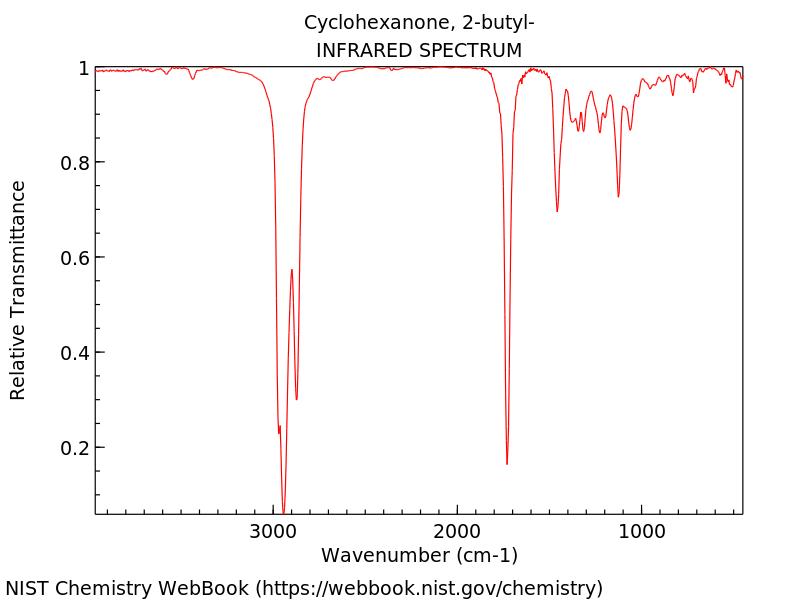 Cyclohexanone, 2-butyl-
INFRARED SPECTRUM
1
0.8
0.6
0.4
0.2
Relative Transmittance
3000 2000 1000
Wavenumber (cm-1)
NIST Chemistry WebBook (https://webbook.nist.gov/chemistry)